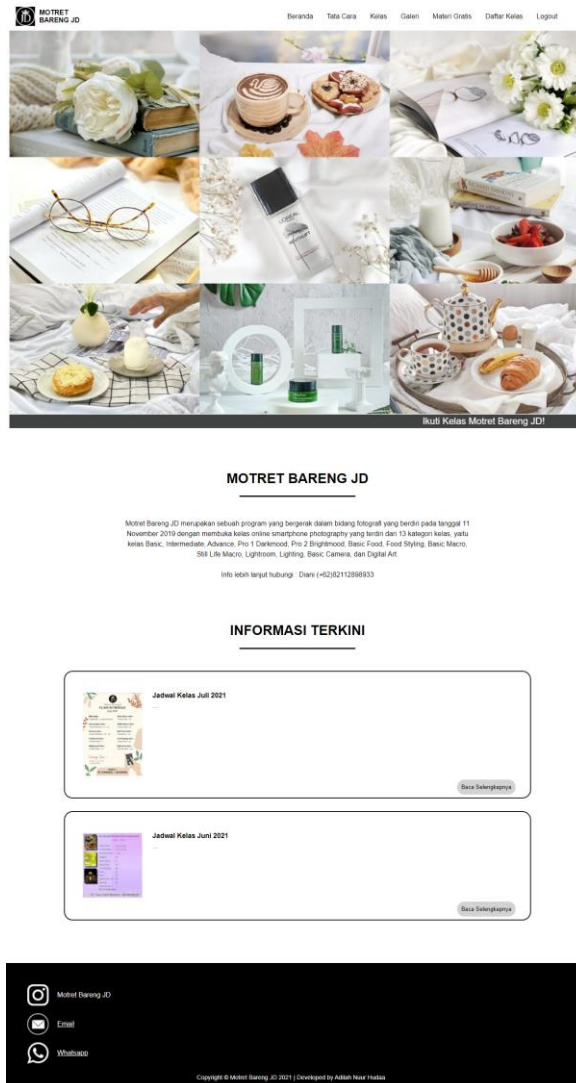 MOTRET
BARENG JD
Beranda Tata Cara Kelas Galeri Materi Gratis Daftar Kelas Logout
Ikuti Kelas Motret Bareng JD!
MOTRET BARENG JD
Motret Bareng JD merupakan sebuah program yang bergerak dalam bidang fotografi yang berdiri pada tanggal 11
November 2019 dengan membuka kelas online smartphone photography yang terdiri dari 13 kategori kelas, yaitu
kelas Basic, Intermediate, Advance, Pro 1 Darkmood, Pro 2 Brightmood, Basic Food, Food Styling, Basic Macro,
Still Life Macro, Lightroom, Lighting, Basic Camera, dan Digital Art.
Info lebih lanjut hubungi : Diani (+62)82112898933
INFORMASI TERKINI
Jadwal Kelas Juli 2021
...
Baca Selengkapnya
Jadwal Kelas Juni 2021
...
Baca Selengkapnya
Motret Bareng JD
Email
Whatsapp
Copyright © Motret Bareng JD 2021 | Developed by Adilah Nuur Hudaa